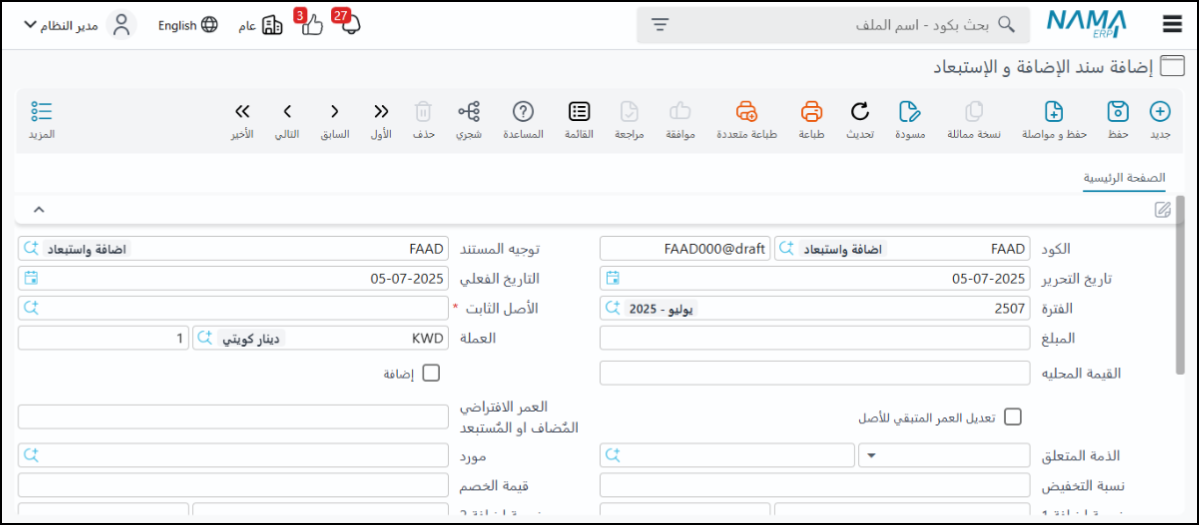 NAMA ERP بحث بكود - اسم الملف 27 3 عام English مدير النظام
إضافة سند الإضافة و الإستبعاد
جديد حفظ حفظ و مواصلة نسخة مماثلة مسودة تحديث طباعة طباعة متعددة موافقة مراجعة القائمة المساعدة شجري حذف الأول السابق التالي الأخير المزيد
الصفحة الرئيسية
الكود FAAD اضافة واستبعاد FAAD000@draft توجيه المستند FAAD اضافة واستبعاد
تاريخ التحرير 05-07-2025 التاريخ الفعلي 05-07-2025
الفترة 2507 يوليو - 2025 الأصل الثابت *
المبلغ العملة KWD دينار كويتي 1
القيمة المحليه إضافة
تعديل العمر المتبقي للأصل العمر الافتراضي
المُضاف او المُستبعد
الذمة المتعلق مورد
نسبة التخفيض قيمة الخصم